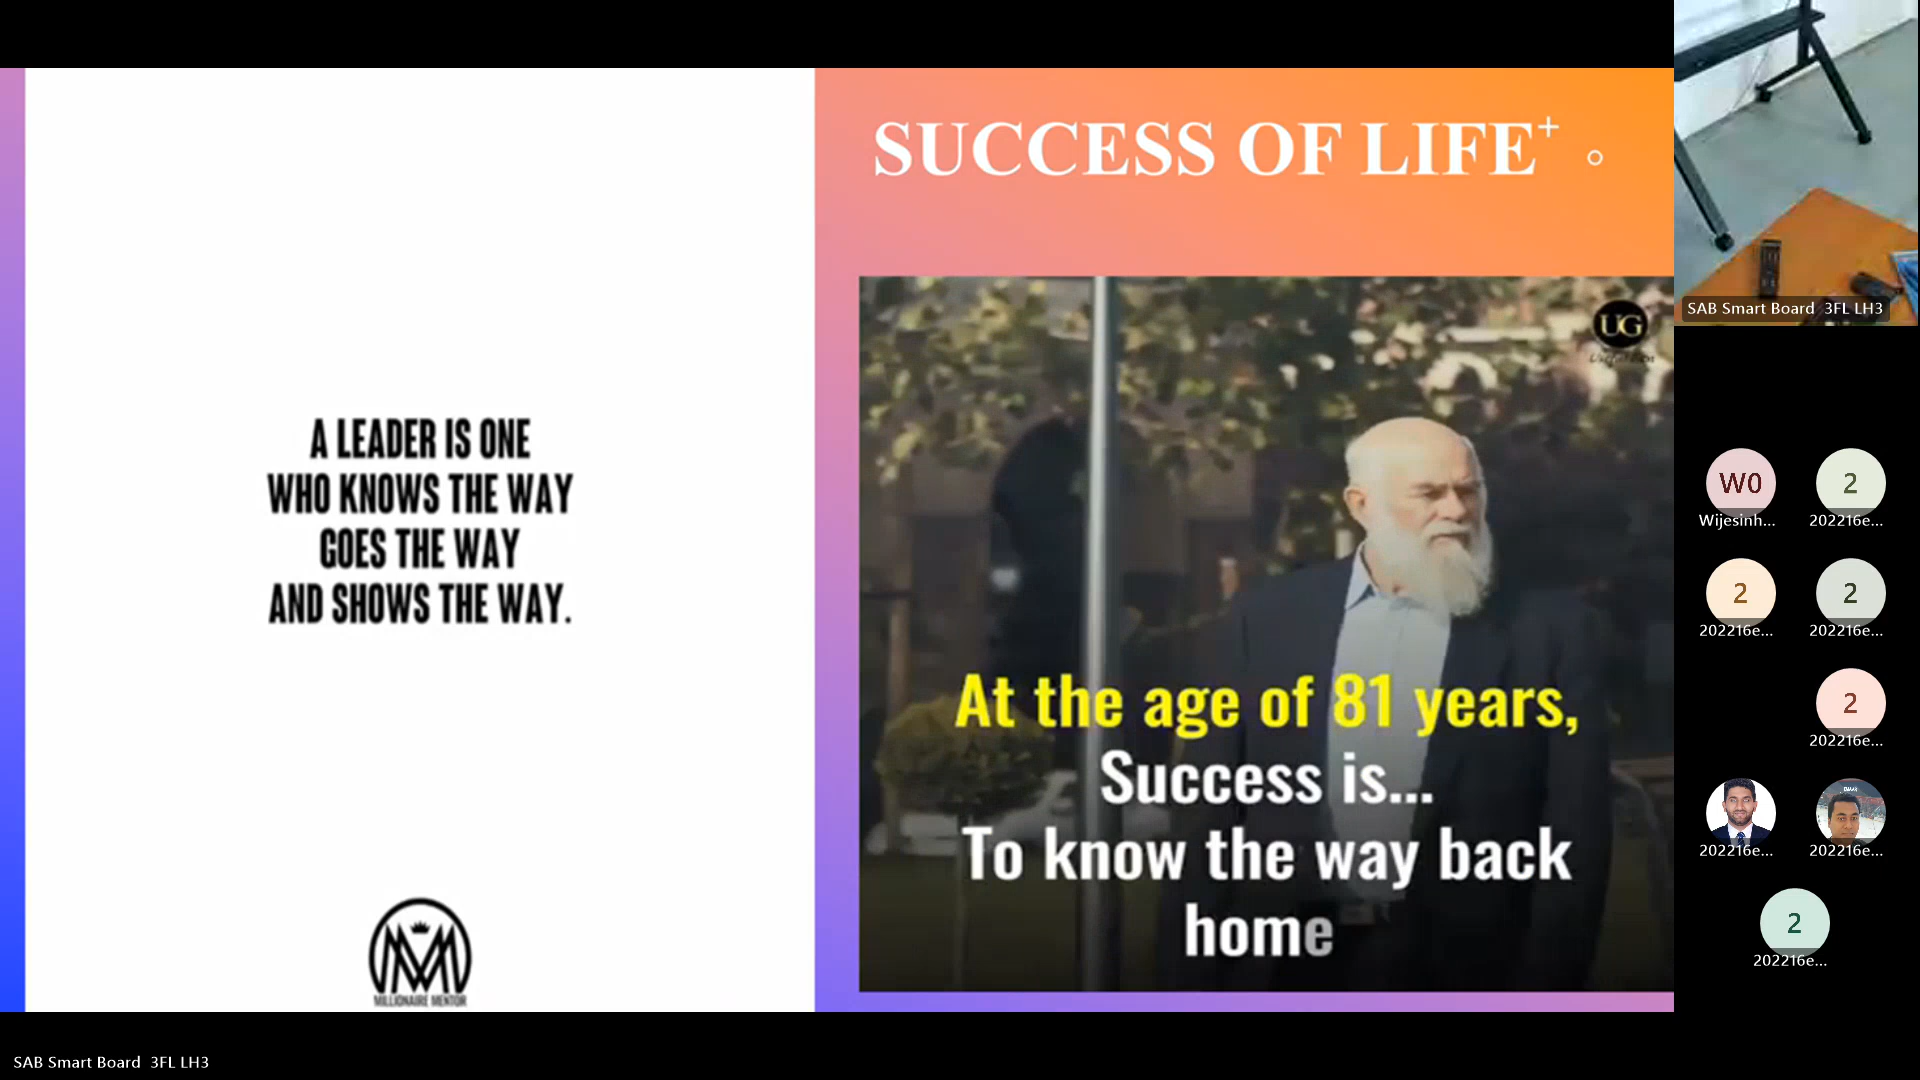 A LEADER IS ONE
WHO KNOWS THE WAY
GOES THE WAY
AND SHOWS THE WAY.
MILLIONAIRE MENTOR
SUCCESS OF LIFE+
UG
At the age of 81 years,
Success is...
To know the way back
home
SAB Smart Board 3FL LH3
W0
2
Wijesinh...
202216e...
2
2
202216e...
202216e...
2
202216e...
202216e...
202216e...
2
202216e...
SAB Smart Board 3FL LH3